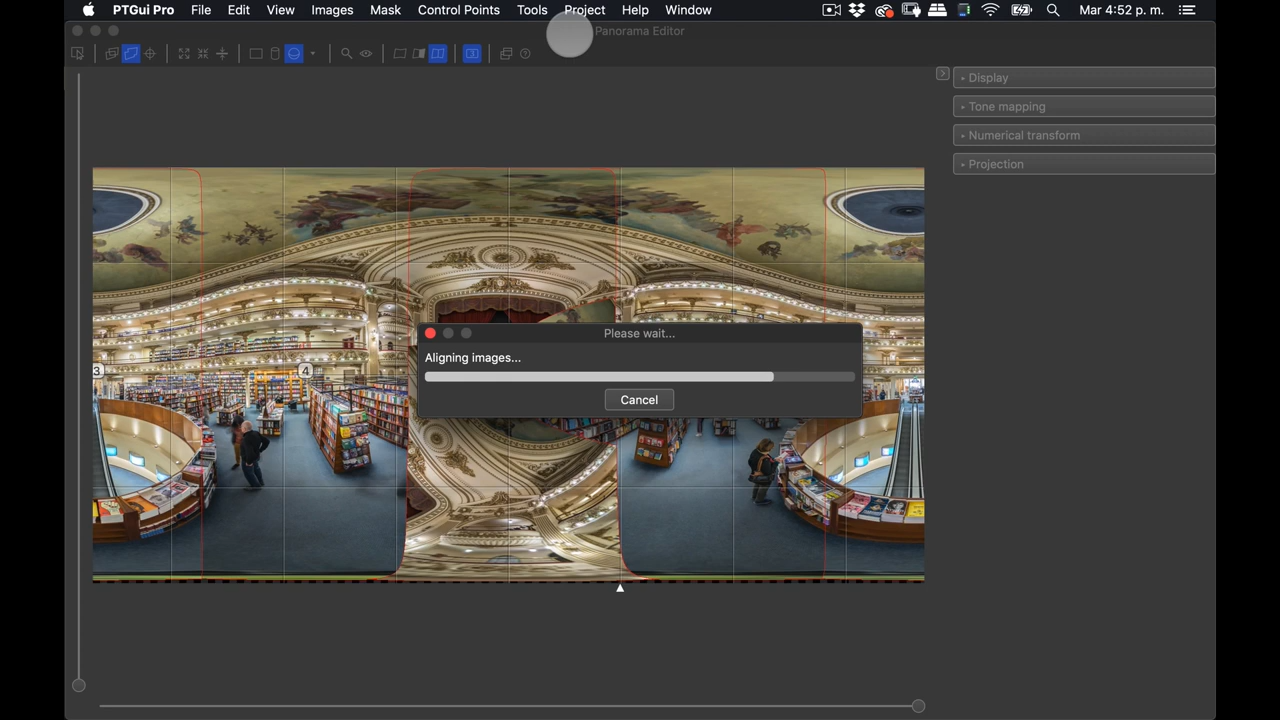 PTGui Pro File Edit View Images Mask Control Points Tools Project Help Window Mar 4:52 p. m.
Panorama Editor
Display
Tone mapping
Numerical transform
Projection
Please wait...
Aligning images...
3 4
Cancel